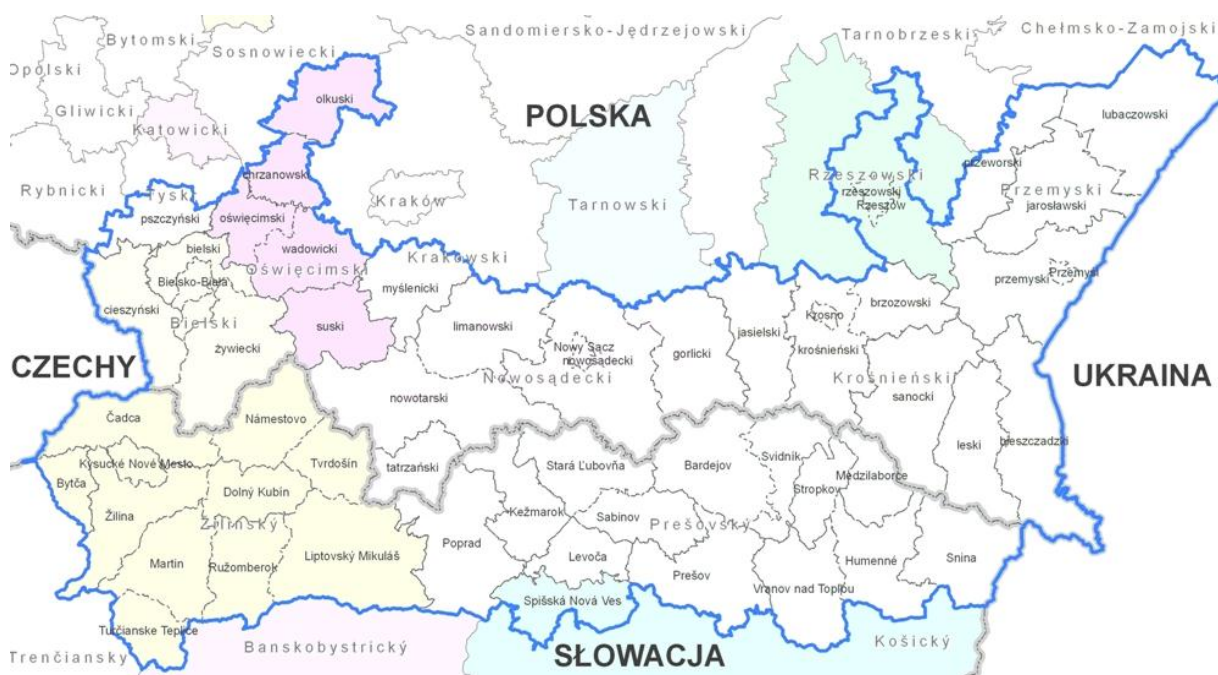 Sandomiersko-Jędrzejowski
Chełmsko-Zamojski
Bytomski
Tarnobrzeski
Sosnowiecki
Opolski
olkuski
Gliwicki
POLSKA
lubaczowski
Katowicki
przeworski
chrzanowski
Rzeszowski
Rybnicki
Tyski
Kraków
Tarnowski
rzeszowski
Rzeszów
Przemyski
jarosławski
pszczyński
oświęcimski
bielski
wadowicki
Krakowski
Oświęcimski
Bielsko-Biała
myślenicki
przemyski
Przemyśl
cieszyński
Bielski
brzozowski
Krosno
suski
limanowski
jasielski
żywiecki
Nowy Sącz
nowosądecki
gorlicki
krośnieński
CZECHY
Nowosądecki
Krośnieński
UKRAINA
nowotarski
sanocki
Čadca
Námestovo
leski
bieszczadzki
Kysucké Nové Mesto
Tvrdošín
tatrzański
Stará Ľubovňa
Bardejov
Svidník
Medzilaborce
Bytča
Dolný Kubín
Stropkov
Žilina
Žilinský
Kežmarok
Sabinov
Prešovský
Poprad
Levoča
Liptovský Mikuláš
Martin
Ružomberok
Prešov
Humenné
Snina
Vranov nad Topľou
Spišská Nová Ves
Turčianske Teplice
Banskobystrický
Košický
Trenčiansky
SŁOWACJA